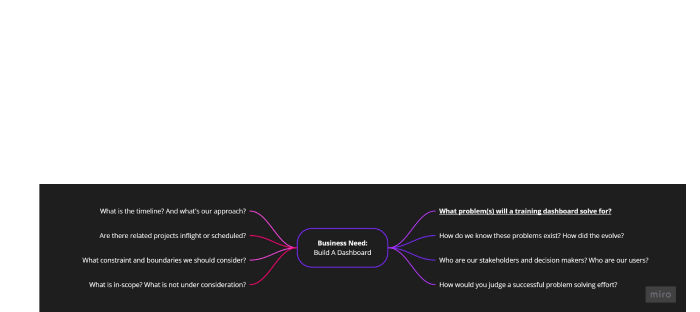 What is the timeline? And what's our approach?
Are there related projects inflight or scheduled?
What constraint and boundaries we should consider?
What is in-scope? What is not under consideration?
Business Need:
Build A Dashboard
What problem(s) will a training dashboard solve for?
How do we know these problems exist? How did the evolve?
Who are our stakeholders and decision makers? Who are our users?
How would you judge a successful problem solving effort?
miro